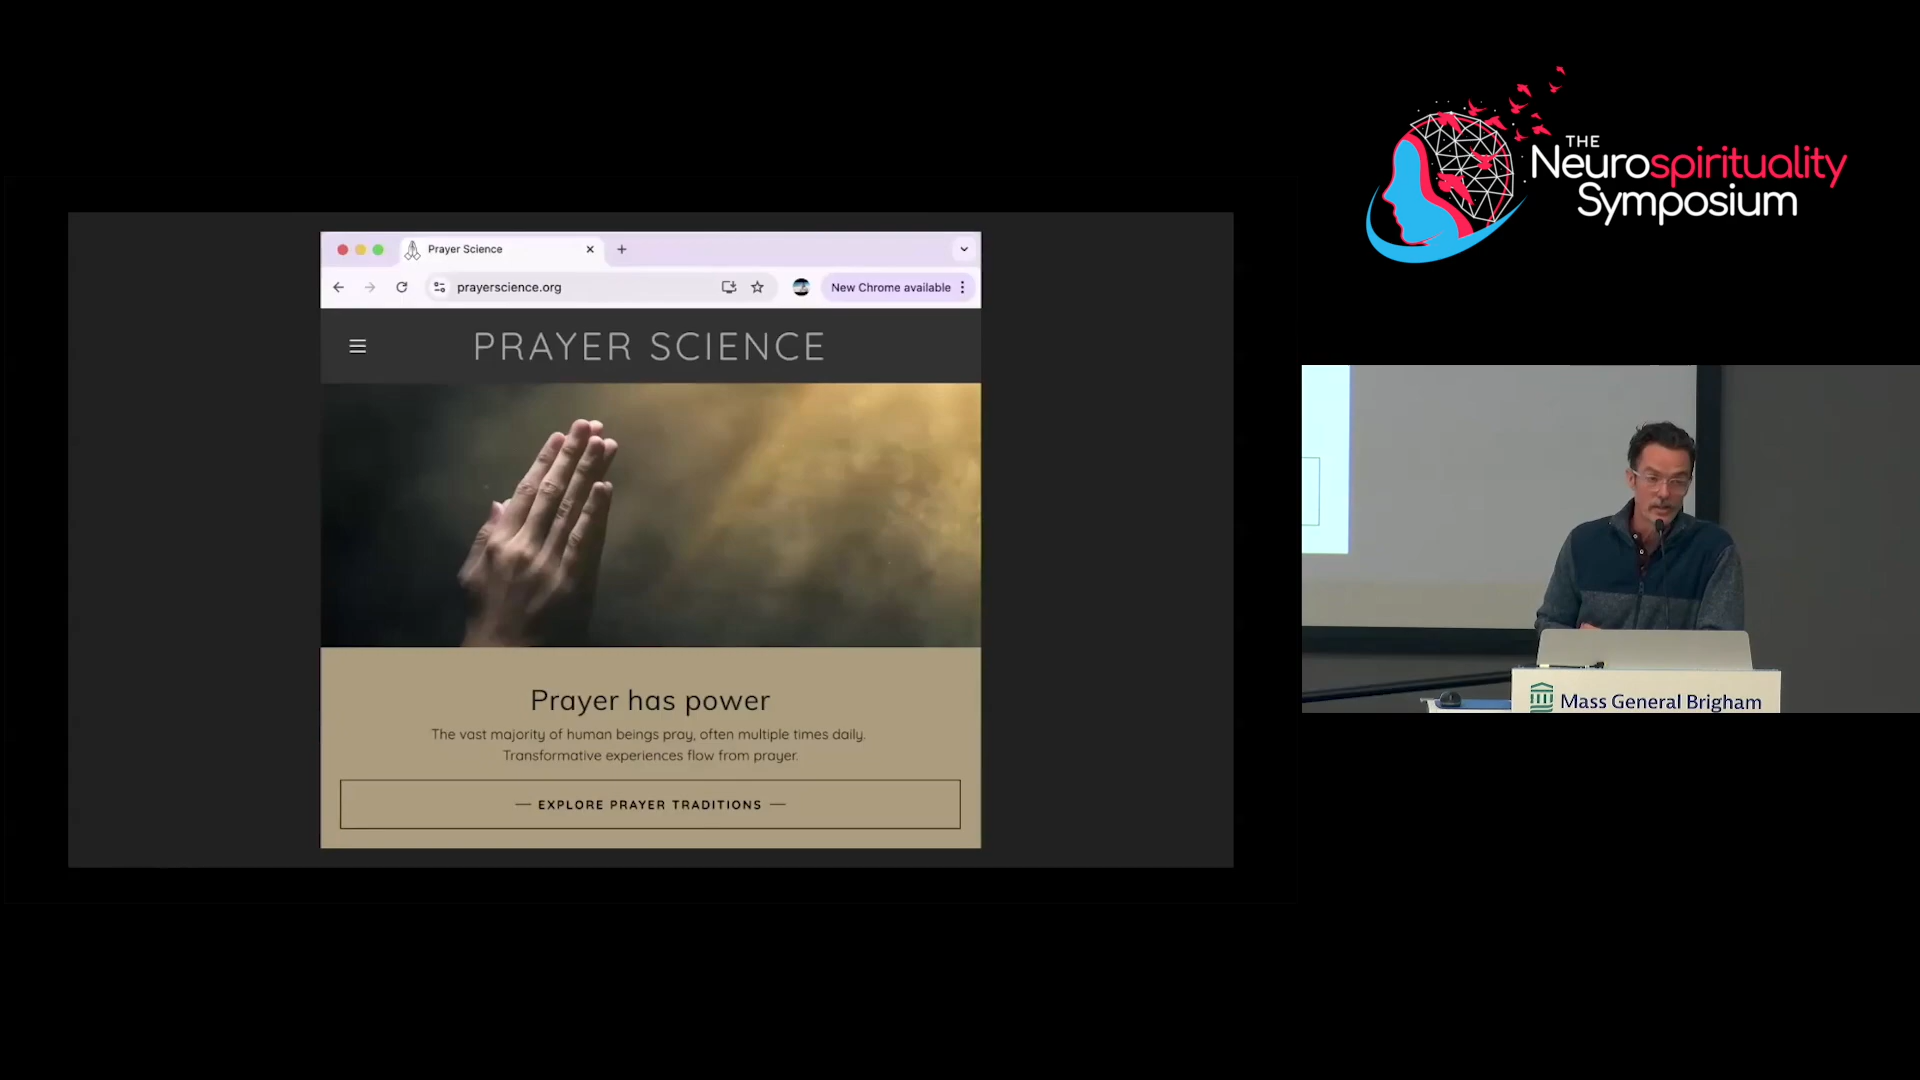 Prayer Science
prayerscience.org
New Chrome available
PRAYER SCIENCE
Prayer has power
The vast majority of human beings pray, often multiple times daily.
Transformative experiences flow from prayer.
— EXPLORE PRAYER TRADITIONS —
THE
Neurospirituality
Symposium
Mass General Brigham